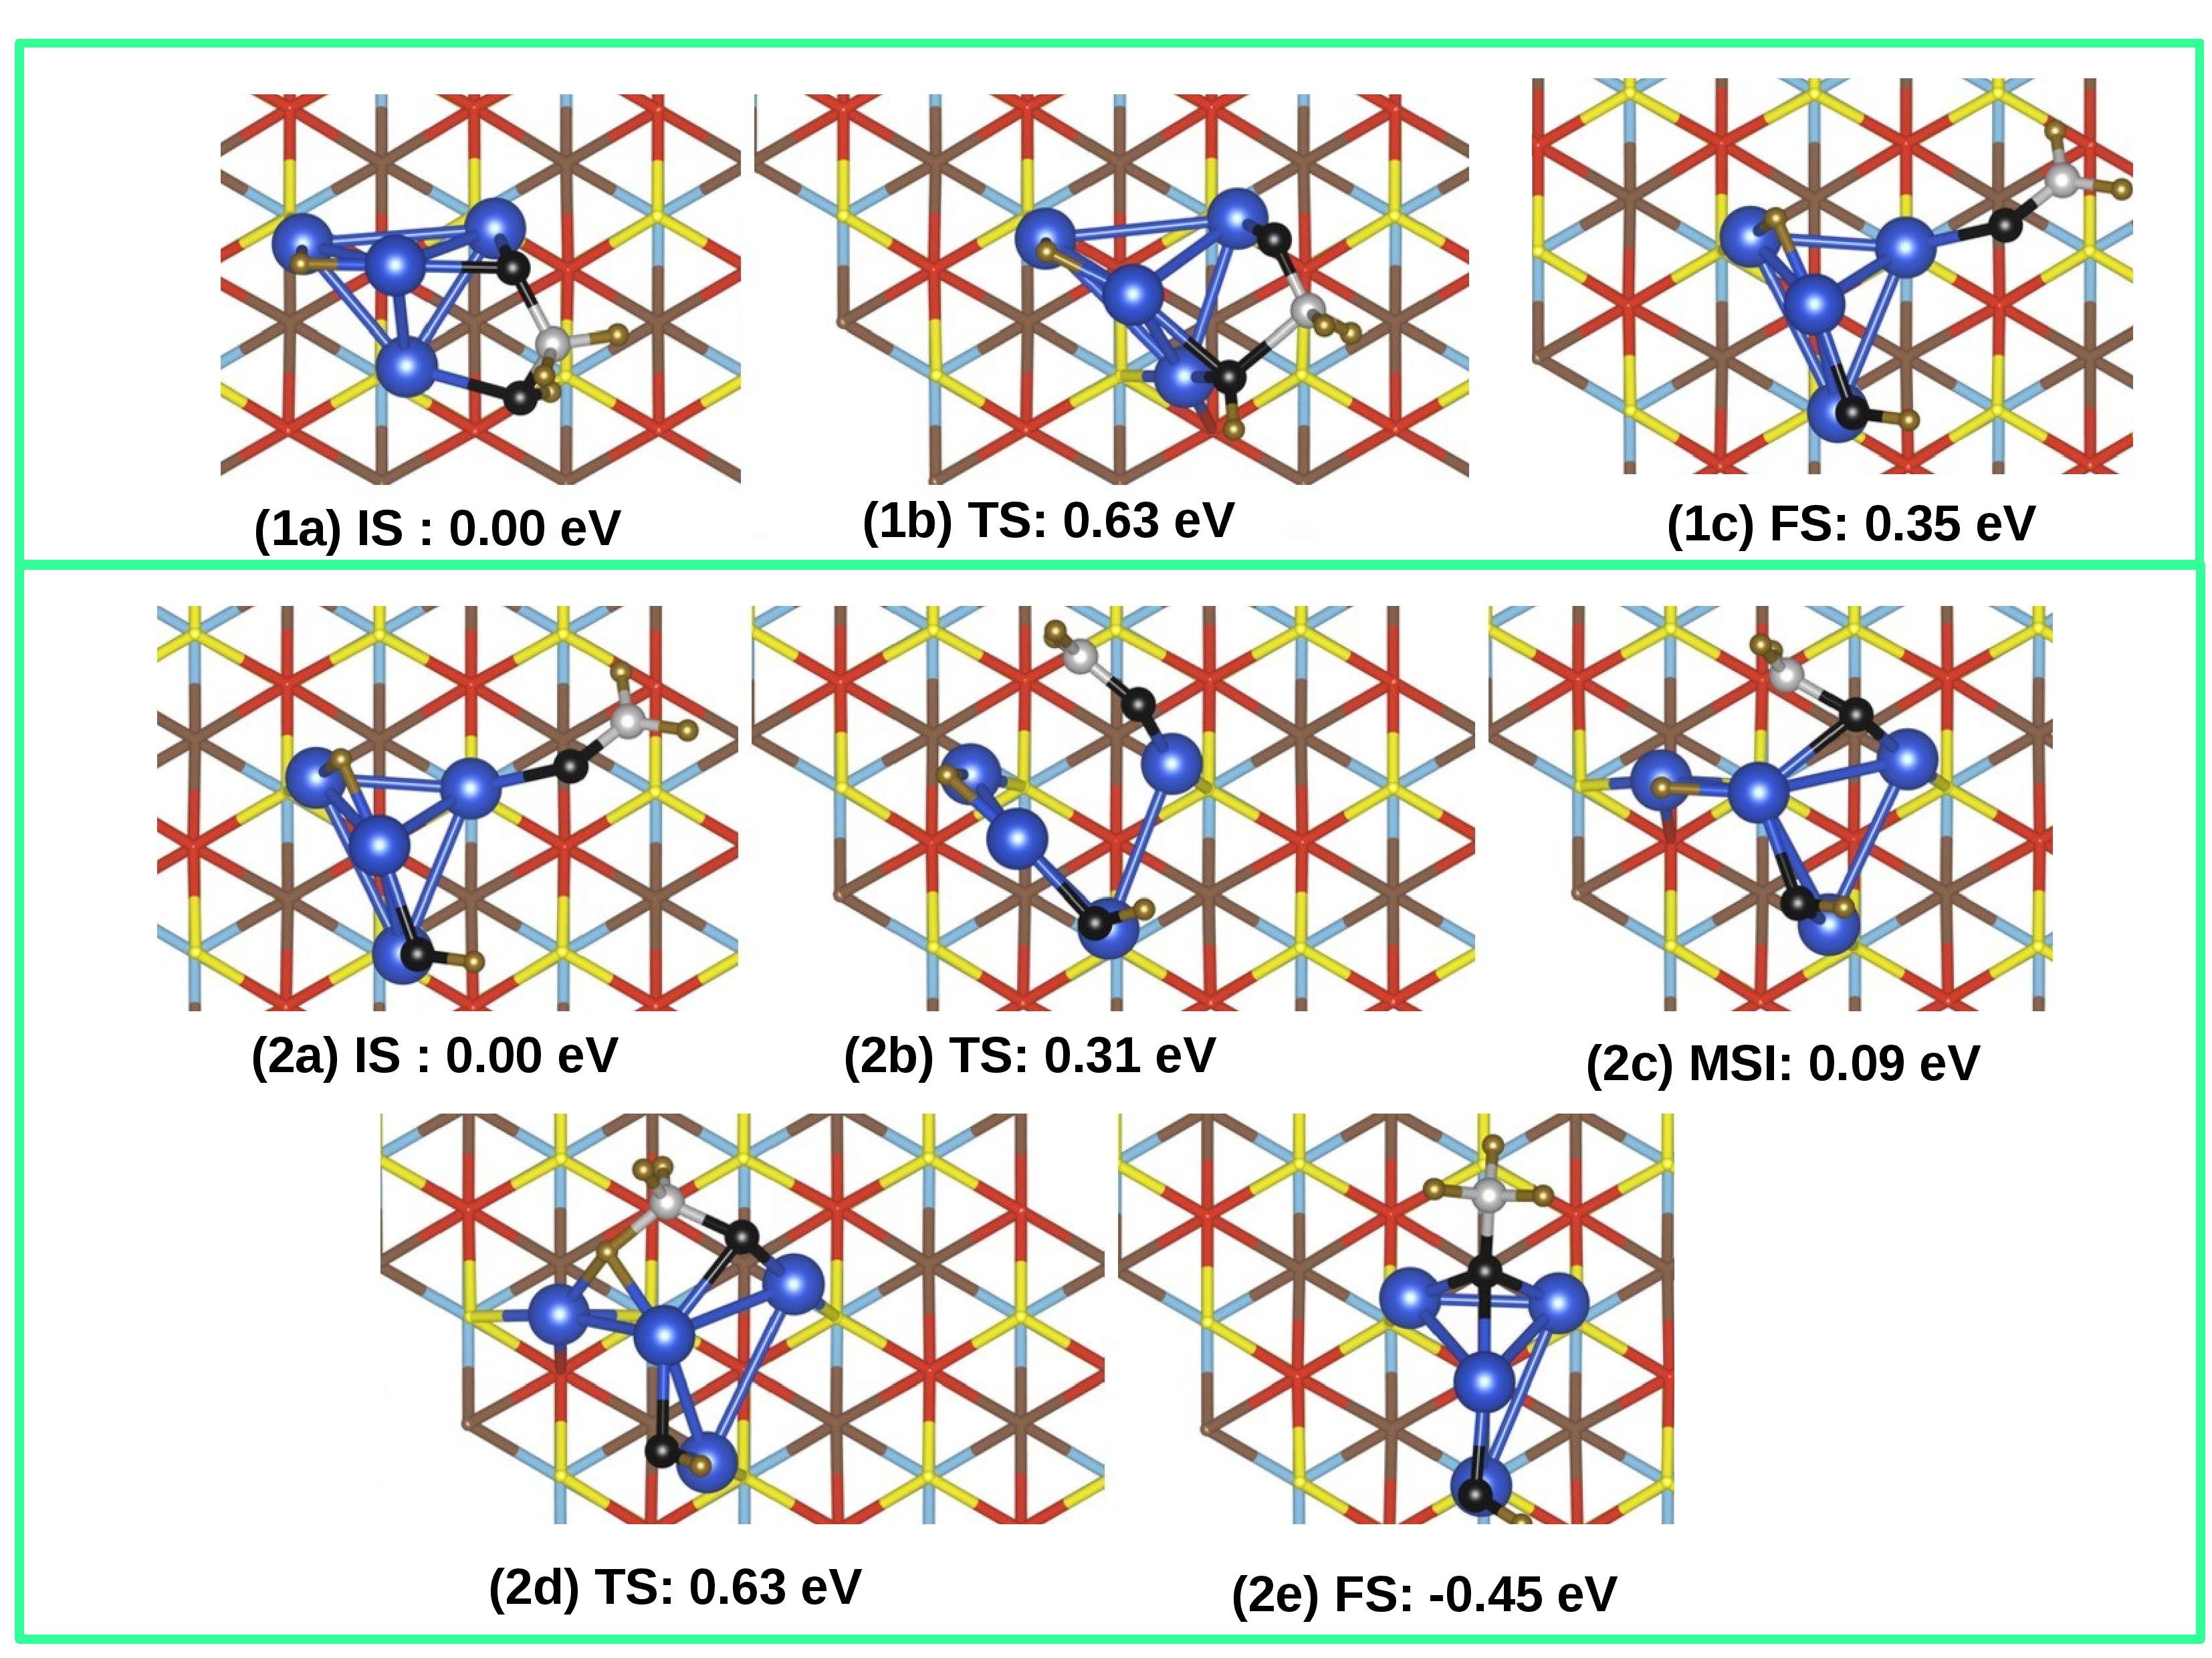 (1a) IS : 0.00 eV
(1b) TS: 0.63 eV
(1c) FS: 0.35 eV
(2a) IS : 0.00 eV
(2b) TS: 0.31 eV
(2c) MSI: 0.09 eV
(2d) TS: 0.63 eV
(2e) FS: -0.45 eV